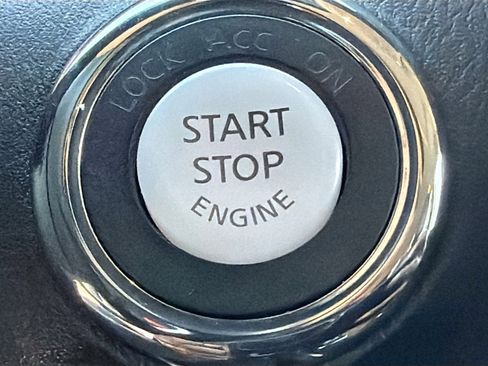 LOCK ACC ON
START
STOP
ENGINE